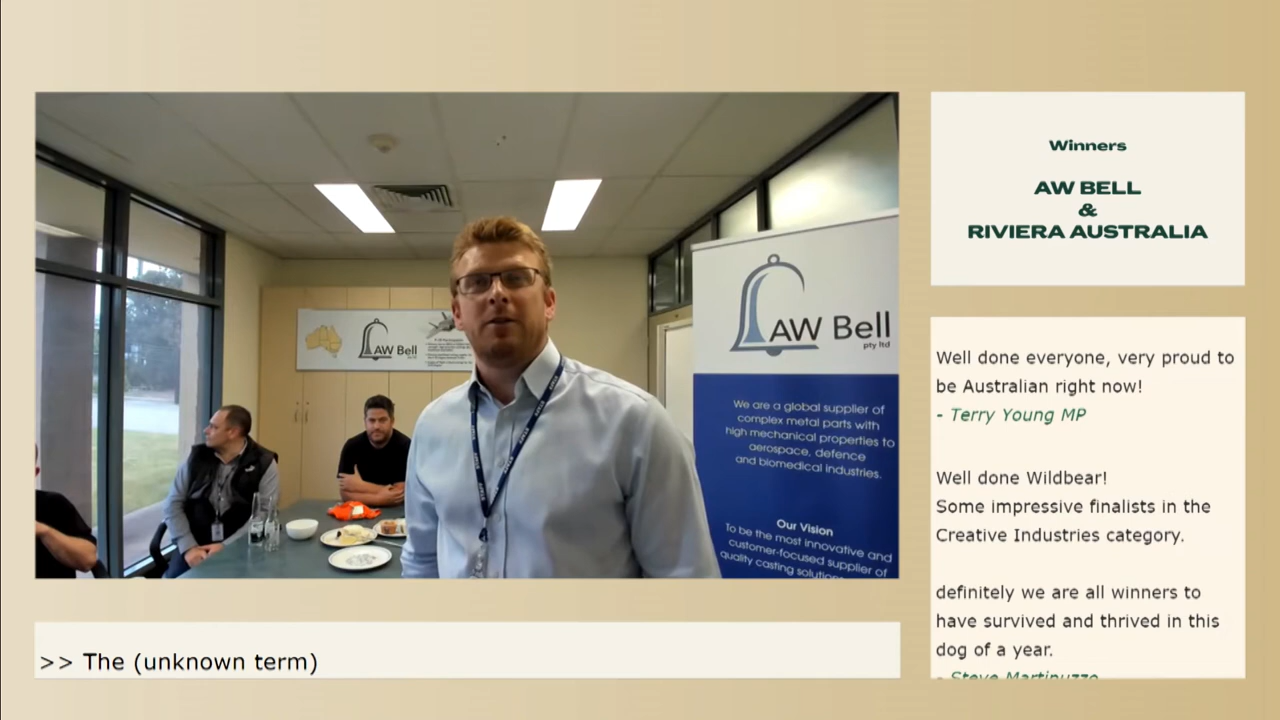 Winners
AW BELL
&
RIVIERA AUSTRALIA
AW Bell
AW Bell
pty ltd
We are a global supplier of
complex metal parts with
high mechanical properties to
aerospace, defence
and biomedical industries.
Our Vision
To be the most innovative and
customer-focused supplier of
quality casting solutions
Well done everyone, very proud to
be Australian right now!
- Terry Young MP
Well done Wildbear!
Some impressive finalists in the
Creative Industries category.
definitely we are all winners to
have survived and thrived in this
dog of a year.
- Steve Martinuzzo
>> The (unknown term)